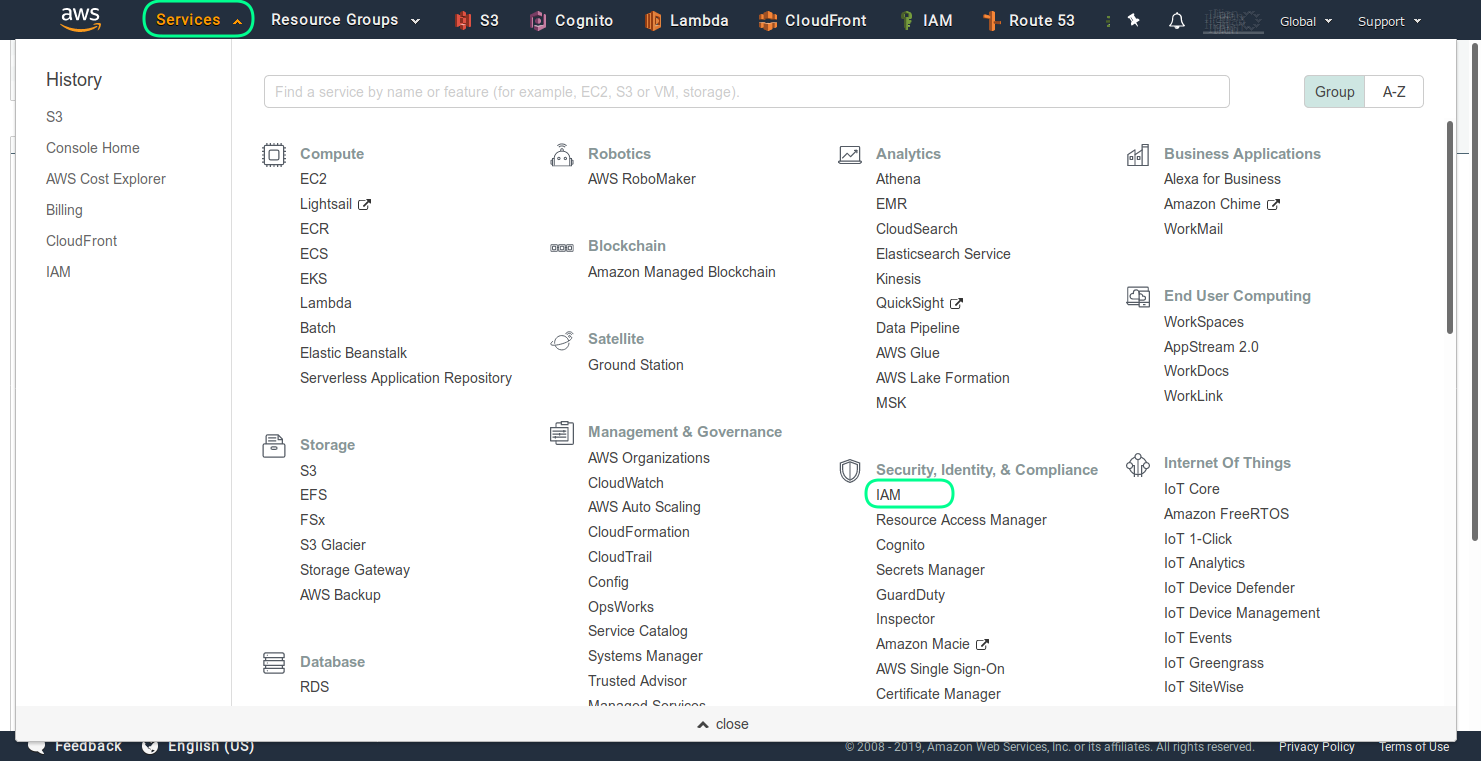 aws
Services
Resource Groups
S3
Cognito
Lambda
CloudFront
IAM
Route 53
Global
Support
History
S3
Console Home
AWS Cost Explorer
Billing
CloudFront
IAM
Find a service by name or feature (for example, EC2, S3 or VM, storage).
Group
A-Z
Compute
EC2
Lightsail
ECR
ECS
EKS
Lambda
Batch
Elastic Beanstalk
Serverless Application Repository
Storage
S3
EFS
FSx
S3 Glacier
Storage Gateway
AWS Backup
Database
RDS
Robotics
AWS RoboMaker
Blockchain
Amazon Managed Blockchain
Satellite
Ground Station
Management & Governance
AWS Organizations
CloudWatch
AWS Auto Scaling
CloudFormation
CloudTrail
Config
OpsWorks
Service Catalog
Systems Manager
Trusted Advisor
Managed Services
Analytics
Athena
EMR
CloudSearch
Elasticsearch Service
Kinesis
QuickSight
Data Pipeline
AWS Glue
AWS Lake Formation
MSK
Security, Identity, & Compliance
IAM
Resource Access Manager
Cognito
Secrets Manager
GuardDuty
Inspector
Amazon Macie
AWS Single Sign-On
Certificate Manager
Business Applications
Alexa for Business
Amazon Chime
WorkMail
End User Computing
WorkSpaces
AppStream 2.0
WorkDocs
WorkLink
Internet Of Things
IoT Core
Amazon FreeRTOS
IoT 1-Click
IoT Analytics
IoT Device Defender
IoT Device Management
IoT Events
IoT Greengrass
IoT SiteWise
close
Feedback
English (US)
© 2008 - 2019, Amazon Web Services, Inc. or its affiliates. All rights reserved.
Privacy Policy
Terms of Use